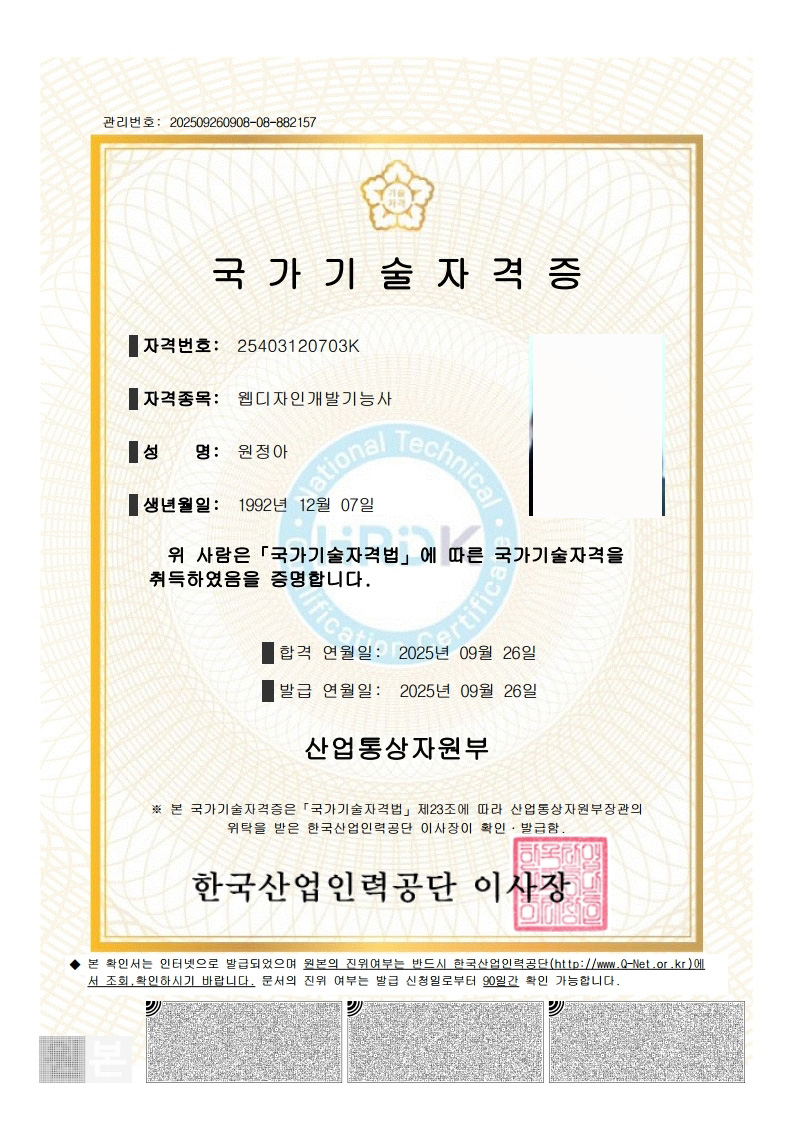 관리번호: 202509260908-08-882157
기술
자격
국가기술자격증
자격번호: 25403120703K
자격종목: 웹디자인개발기능사
성 명: 원정아
생년월일: 1992년 12월 07일
National Technical
Qualification Certificate
HRDK
위 사람은「국가기술자격법」에 따른 국가기술자격을
취득하였음을 증명합니다.
합격 연월일: 2025년 09월 26일
발급 연월일: 2025년 09월 26일
산업통상자원부
※ 본 국가기술자격증은「국가기술자격법」제23조에 따라 산업통상자원부장관의
위탁을 받은 한국산업인력공단 이사장이 확인·발급함.
한국산업인력공단 이사장
◆ 본 확인서는 인터넷으로 발급되었으며 원본의 진위여부는 반드시 한국산업인력공단(http://www.Q-Net.or.kr)에
서 조회.확인하시기 바랍니다. 문서의 진위 여부는 발급 신청일로부터 90일간 확인 가능합니다.
본